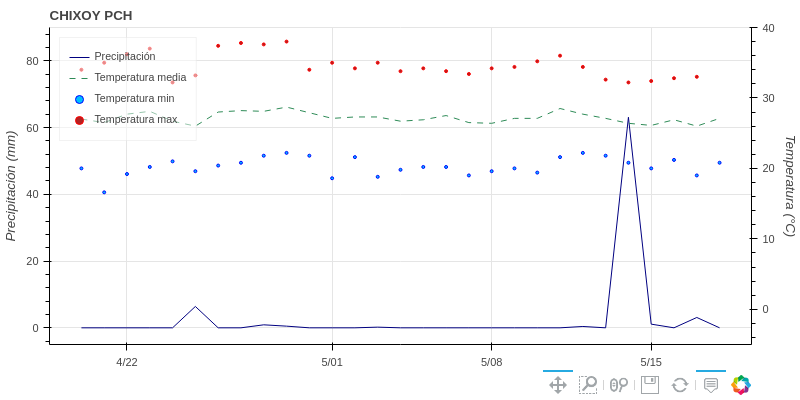 CHIXOY PCH
Precipitación
Temperatura media
Temperatura min
Temperatura max
Precipitación (mm)
80
60
40
20
0
Temperatura (°C)
40
30
20
10
0
4/22
5/01
5/08
5/15